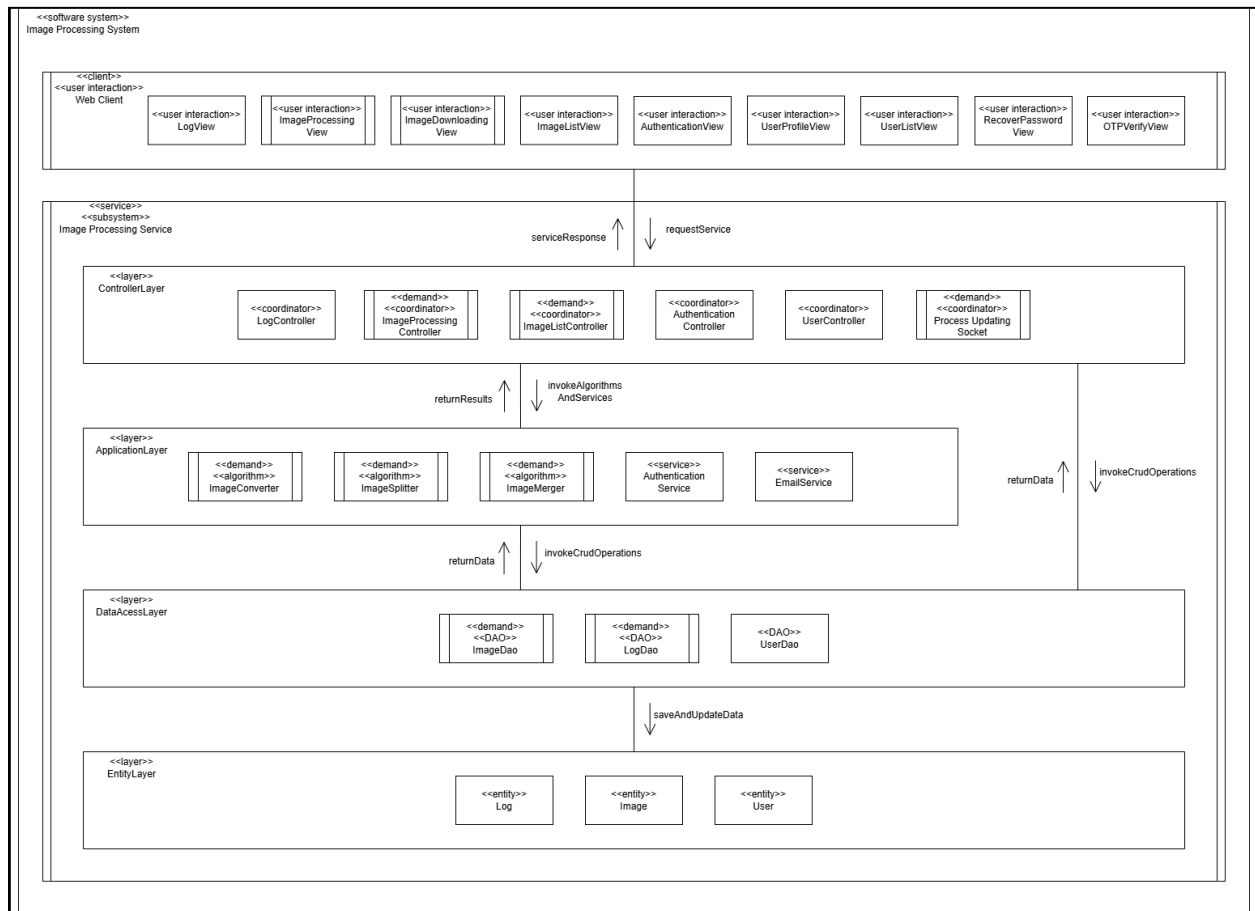 <<software system>>
Image Processing System
<<client>>
<<user interaction>>
Web Client
<<user interaction>>
LogView
<<user interaction>>
ImageProcessing
View
<<user interaction>>
ImageDownloading
View
<<user interaction>>
ImageListView
<<user interaction>>
AuthenticationView
<<user interaction>>
UserProfileView
<<user interaction>>
UserListView
<<user interaction>>
RecoverPassword
View
<<user interaction>>
OTPVerifyView
<<service>>
<<subsystem>>
Image Processing Service
serviceResponse
requestService
<<layer>>
ControllerLayer
<<coordinator>>
LogController
<<demand>>
<<coordinator>>
ImageProcessing
Controller
<<demand>>
<<coordinator>>
ImageListController
<<coordinator>>
Authentication
Controller
<<coordinator>>
UserController
<<demand>>
<<coordinator>>
Process Updating
Socket
returnResults
invokeAlgorithms
AndServices
<<layer>>
ApplicationLayer
<<demand>>
<<algorithm>>
ImageConverter
<<demand>>
<<algorithm>>
ImageSplitter
<<demand>>
<<algorithm>>
ImageMerger
<<service>>
Authentication
Service
<<service>>
EmailService
returnData
invokeCrudOperations
returnData
invokeCrudOperations
<<layer>>
DataAcessLayer
<<demand>>
<<DAO>>
ImageDao
<<demand>>
<<DAO>>
LogDao
<<DAO>>
UserDao
saveAndUpdateData
<<layer>>
EntityLayer
<<entity>>
Log
<<entity>>
Image
<<entity>>
User